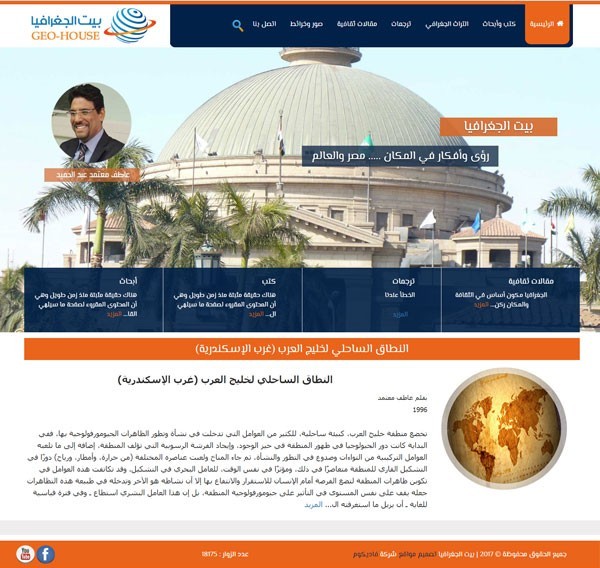 بيت الجغرافيا
GEO-HOUSE
الرئيسية
كتب وأبحاث
التراث الجغرافي
ترجمات
مقالات ثقافية
صور وخرائط
اتصل بنا
بيت الجغرافيا
رؤى وأفكار في المكان ..... مصر والعالم
عاطف معتمد عبد الحميد
مقالات ثقافية
الجغرافيا مكون أساس في الثقافة
والمكان ركن... المزيد
ترجمات
الخطأ عادنا
المزيد
كتب
هناك حقيقة مثبتة منذ زمن طويل وهي
أن المحتوى المقروء لصفحة ما سيلهي
ال... المزيد
أبحاث
هناك حقيقة مثبتة منذ زمن طويل وهي
أن المحتوى المقروء لصفحة ما سيلهي
القا... المزيد
النطاق الساحلي لخليج العرب (غرب الإسكندرية)
النطاق الساحلي لخليج العرب (غرب الإسكندرية)
بقلم عاطف معتمد
1996
تخضع منطقة خليج العرب، كبيئة ساحلية، للكثير من العوامل التي تدخلت في نشأة وتطور الظاهرات الجيومورفولوجية بها. ففي
البداية كانت دور الجيولوجيا في ظهور المنطقة في حيز الوجود، وإيجاد الفرشة الرسوبية التي تؤلف المنطقة، إضافة إلى ما تلعبه
العوامل التركيبية من التواءات وصدوع في التطور والنشأة. ثم جاء المناخ ولعبت عناصره المختلفة (من حرارة، وأمطار، ورياح) دورًا في
التشكيل القاري للمنطقة متعاصرًا في ذلك، ومؤثرًا في نفس الوقت، للعامل البحري في التشكيل. وقد تكاتفت هذه العوامل في
تكوين ظاهرات المنطقة لتضع الفرصة أمام الإنسان للاستقرار والانتفاع بها إلا أن نشاطه هو الآخر وتدخله في طبيعة هذه الظاهرات
جعله يقف على نفس المستوى في التأثير على جيومورفولوجية المنطقة. بل إن هذا العامل البشري استطاع ـ وفي فترة قياسية
للغاية ـ أن يزيل ما استغرقته ال... المزيد
جميع الحقوق محفوظة © 2017 | بيت الجغرافيا تصميم مواقع شركة فاديكوم
عدد الزوار : 18175
You Tube
f